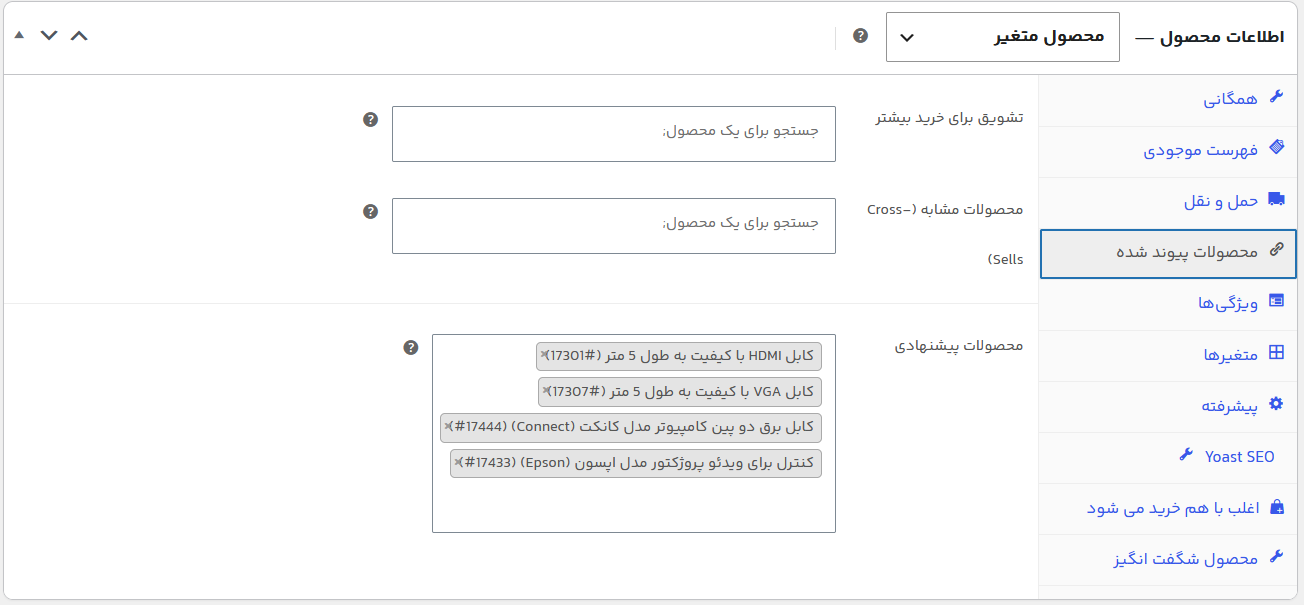 اطلاعات محصول — محصول متغیر
همگانی
فهرست موجودی
حمل و نقل
محصولات پیوند شده
ویژگی‌ها
متغیرها
پیشرفته
Yoast SEO
اغلب با هم خرید می شود
محصول شگفت انگیز
تشویق برای خرید بیشتر
جستجو برای یک محصول;
محصولات مشابه (Cross-
Sells)
جستجو برای یک محصول;
محصولات پیشنهادی
کابل HDMI با کیفیت به طول 5 متر (#17301)×
کابل VGA با کیفیت به طول 5 متر (#17307)×
کابل برق دو پین کامپیوتر مدل کانکت (Connect) (#17444)×
کنترل برای ویدئو پروژکتور مدل اپسون (Epson) (#17433)×